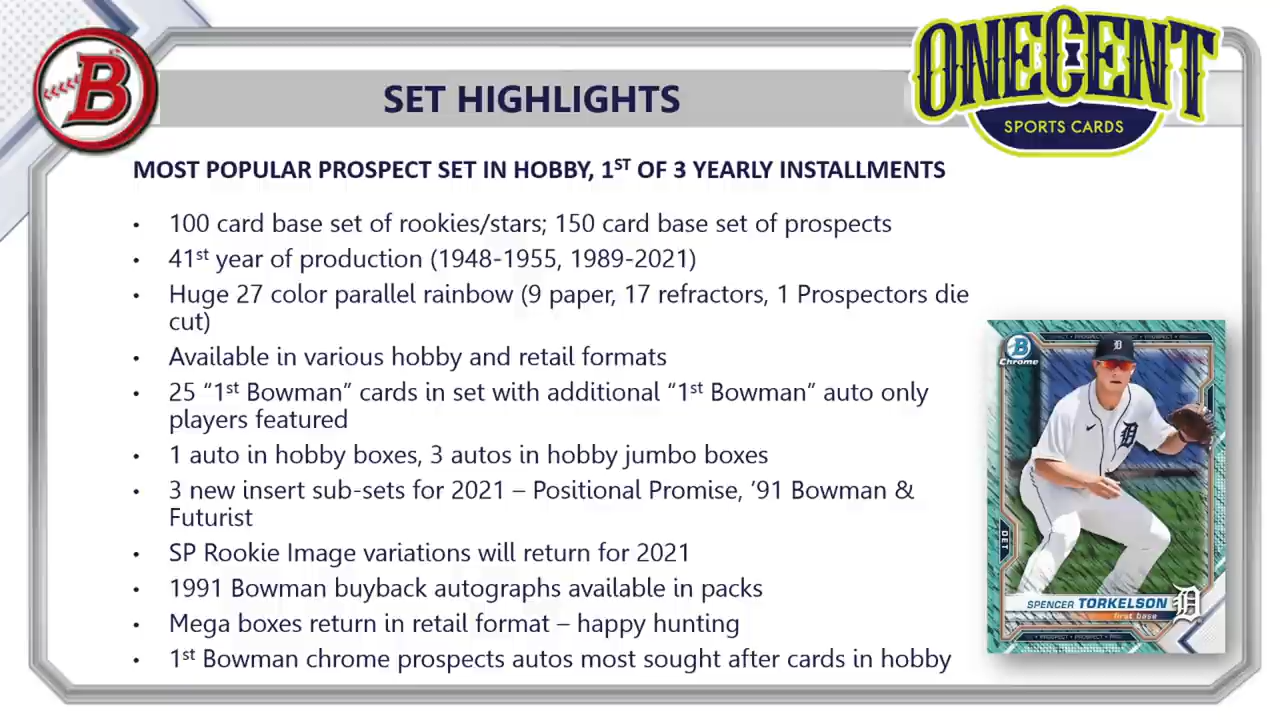 B
ONECENT
SPORTS CARDS
SET HIGHLIGHTS
MOST POPULAR PROSPECT SET IN HOBBY, 1ST OF 3 YEARLY INSTALLMENTS
• 100 card base set of rookies/stars; 150 card base set of prospects
• 41st year of production (1948-1955, 1989-2021)
• Huge 27 color parallel rainbow (9 paper, 17 refractors, 1 Prospectors die
cut)
• Available in various hobby and retail formats
• 25 “1st Bowman” cards in set with additional “1st Bowman” auto only
players featured
• 1 auto in hobby boxes, 3 autos in hobby jumbo boxes
• 3 new insert sub-sets for 2021 – Positional Promise, ’91 Bowman &
Futurist
• SP Rookie Image variations will return for 2021
• 1991 Bowman buyback autographs available in packs
• Mega boxes return in retail format – happy hunting
• 1st Bowman chrome prospects autos most sought after cards in hobby
B
Chrome
D
D
DET
SPENCER TORKELSON
first base
D